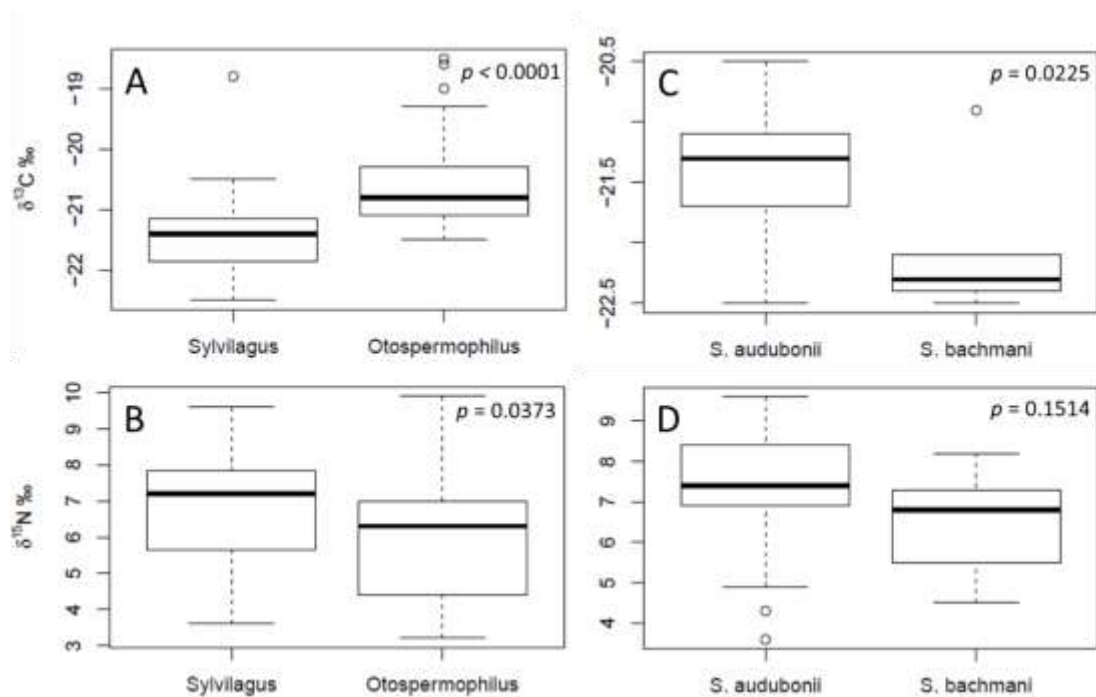 A
p < 0.0001
δ13C ‰
−19
−20
−21
−22
Sylvilagus
Otospermophilus
C
p = 0.0225
−20.5
−21.5
−22.5
S. audubonii
S. bachmani
B
p = 0.0373
δ15N ‰
10
9
8
7
6
5
4
3
Sylvilagus
Otospermophilus
D
p = 0.1514
9
8
7
6
5
4
S. audubonii
S. bachmani